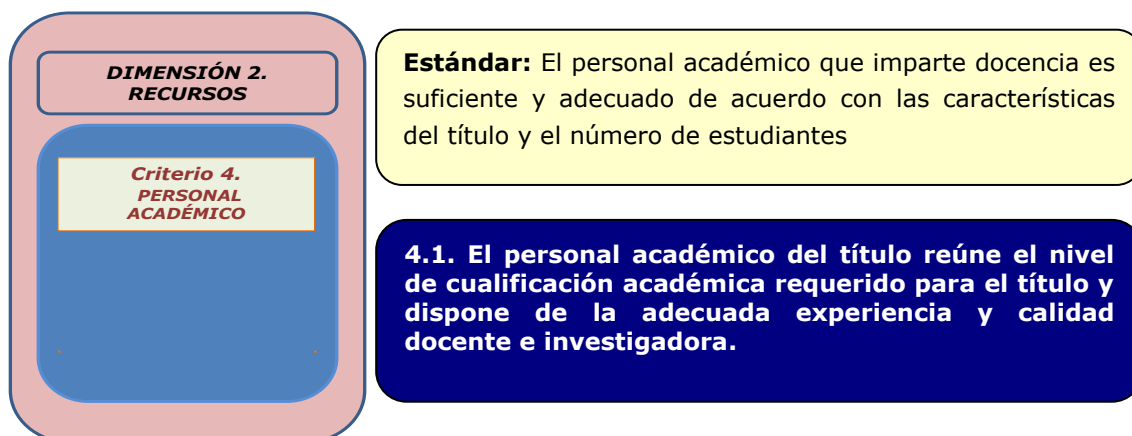 DIMENSIÓN 2.
RECURSOS
Criterio 4.
PERSONAL
ACADÉMICO
Estándar: El personal académico que imparte docencia es
suficiente y adecuado de acuerdo con las características
del título y el número de estudiantes
4.1. El personal académico del título reúne el nivel
de cualificación académica requerido para el título y
dispone de la adecuada experiencia y calidad
docente e investigadora.